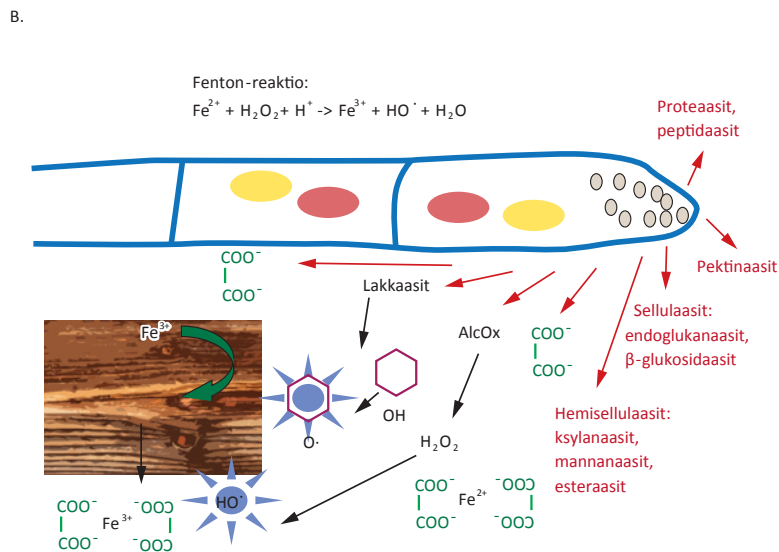 B.
Fenton-reaktio:
Fe²⁺ + H₂O₂ + H⁺ -> Fe³⁺ + HO˙ + H₂O
Proteaasit,
peptidaasit
Pektinaasit
COO⁻
COO⁻
Lakkaasit
Sellulaasit:
endoglukanaasit,
β-glukosidaasit
Fe³⁺
AlcOx
COO⁻
COO⁻
OH
O·
H₂O₂
Hemisellulaasit:
ksylanaasit,
mannanaasit,
esteraasit
COO⁻
COO⁻
Fe³⁺
⁻OOC
⁻OOC
HO˙
COO⁻
COO⁻
Fe²⁺
⁻OOC
⁻OOC